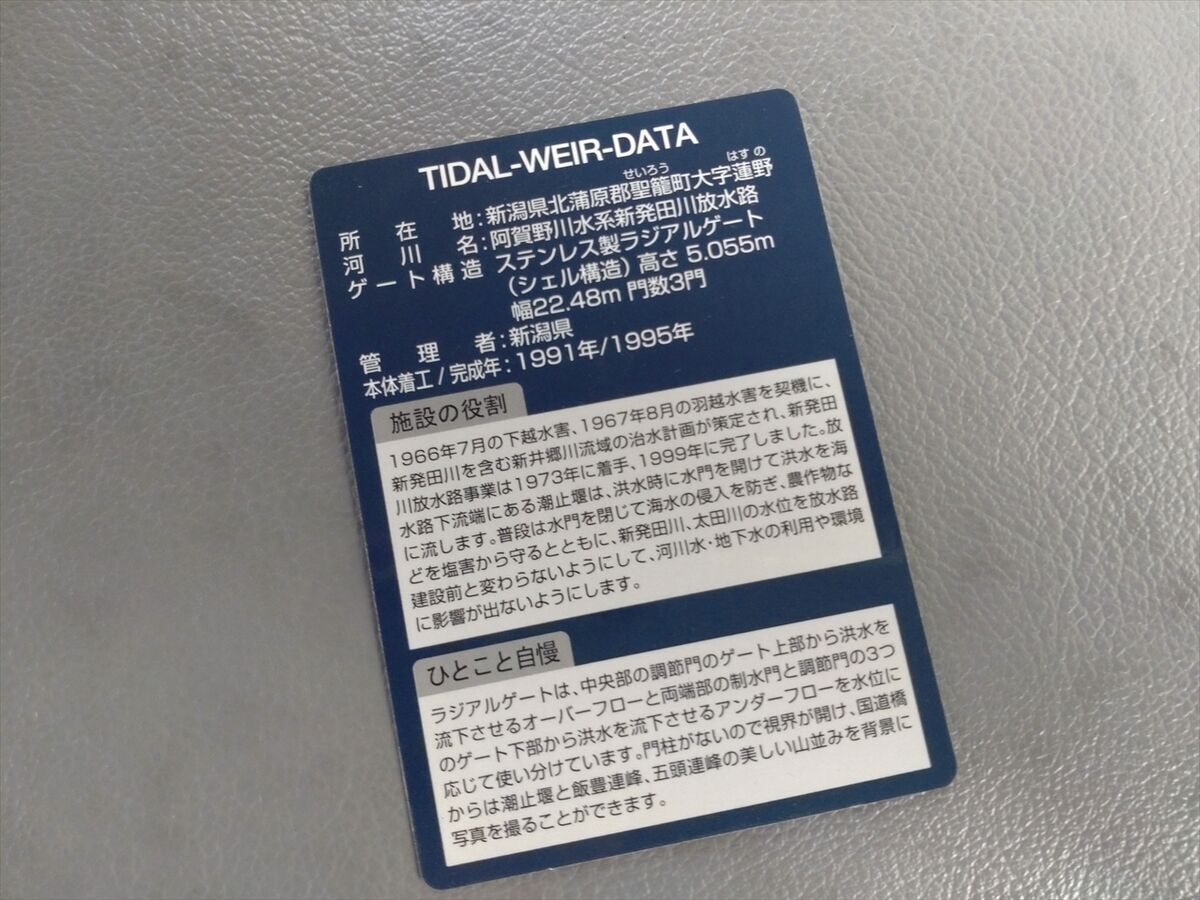 TIDAL-WEIR-DATA
せいろう はすの
所在地:新潟県北蒲原郡聖籠町大字蓮野
河川名:阿賀野川水系新発田川放水路
ゲート構造 ステンレス製ラジアルゲート
(シェル構造) 高さ 5.055m
幅22.48m 門数3門
管理者:新潟県
本体着工/完成年:1991年/1995年
施設の役割
1966年7月の下越水害、1967年8月の羽越水害を契機に、
新発田川を含む新井郷川流域の治水計画が策定され、新発田
川放水路事業は1973年に着手、1999年に完了しました。放
水路下流端にある潮止堰は、洪水時に水門を開けて洪水を海
に流します。普段は水門を閉じて海水の侵入を防ぎ、農作物な
どを塩害から守るとともに、新発田川、太田川の水位を放水路
建設前と変わらないようにして、河川水・地下水の利用や環境
に影響が出ないようにします。
ひとこと自慢
ラジアルゲートは、中央部の調節門のゲート上部から洪水を
流下させるオーバーフローと両端部の制水門と調節門の3つ
のゲート下部から洪水を流下させるアンダーフローを水位に
応じて使い分けています。門柱がないので視界が開け、国道橋
からは潮止堰と飯豊連峰、五頭連峰の美しい山並みを背景に
写真を撮ることができます。